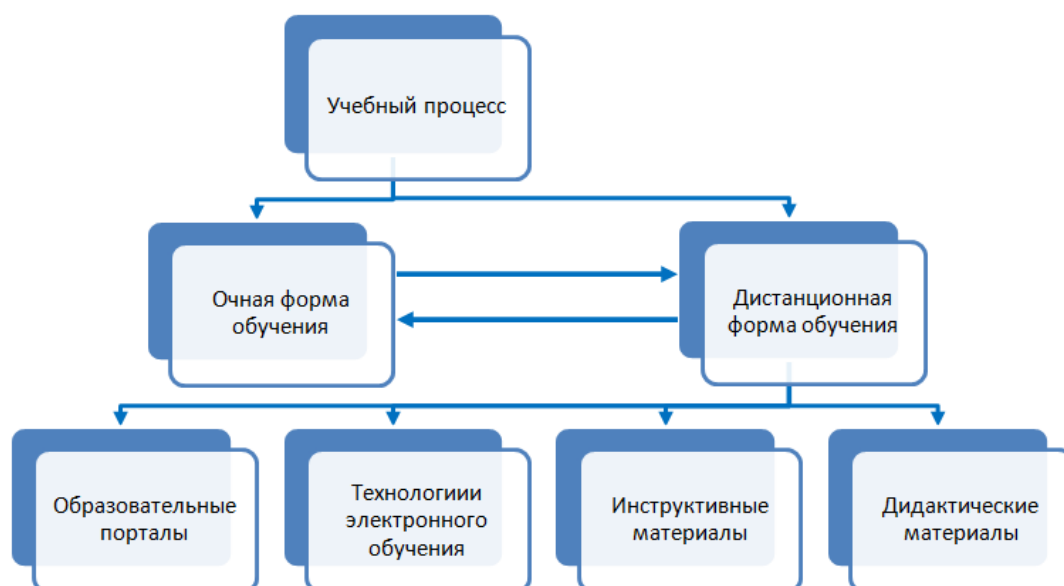 Учебный процесс
Очная форма
обучения
Дистанционная
форма обучения
Образовательные
порталы
Технологиии
электронного
обучения
Инструктивные
материалы
Дидактические
материалы